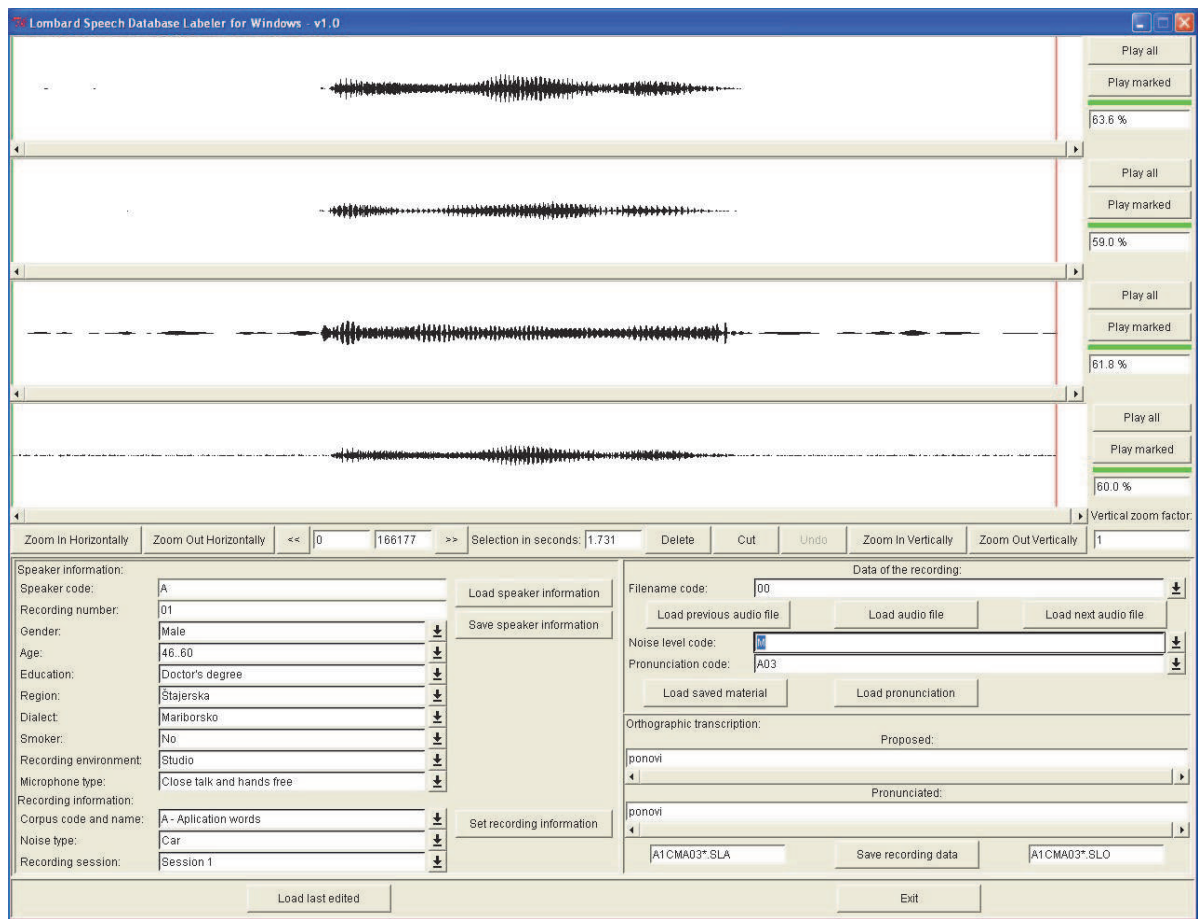 Lombard Speech Database Labeler for Windows - v1.0
Play all
Play marked
63.6 %
Play all
Play marked
59.0 %
Play all
Play marked
61.8 %
Play all
Play marked
60.0 %
Vertical zoom factor:
Zoom In Horizontally Zoom Out Horizontally << 0 166177 >> Selection in seconds: 1.731 Delete Cut Undo Zoom In Vertically Zoom Out Vertically 1
Speaker information:
Speaker code: A Load speaker information
Recording number: 01
Gender: Male Save speaker information
Age: 46..60
Education: Doctor's degree
Region: Štajerska
Dialect: Mariborsko
Smoker: No
Recording environment: Studio
Microphone type: Close talk and hands free
Recording information:
Corpus code and name: A - Aplication words Set recording information
Noise type: Car
Recording session: Session 1
Data of the recording:
Filename code: 00
Load previous audio file Load audio file Load next audio file
Noise level code: M
Pronunciation code: A03
Load saved material Load pronunciation
Orthographic transcription:
Proposed:
ponovi
Pronunciated:
ponovi
A1CMA03*.SLA Save recording data A1CMA03*.SLO
Load last edited Exit